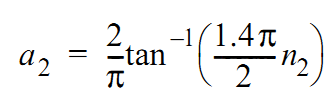 a₂ = 2/π tan⁻¹(1.4π/2 n₂)